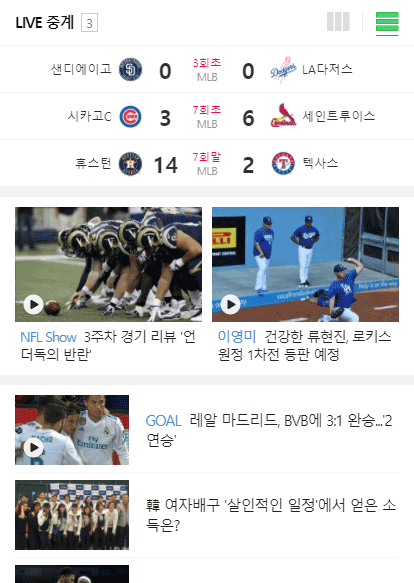 LIVE 중계 3
샌디에이고 0 3회초 0 LA다저스
MLB
시카고C 3 7회초 6 세인트루이스
MLB
휴스턴 14 7회말 2 텍사스
MLB
NFL Show 3주차 경기 리뷰 '언
더독의 반란'
이영미 건강한 류현진, 로키스
원정 1차전 등판 예정
GOAL 레알 마드리드, BVB에 3:1 완승...'2
연승'
韓 여자배구 '살인적인 일정'에서 얻은 소
득은?